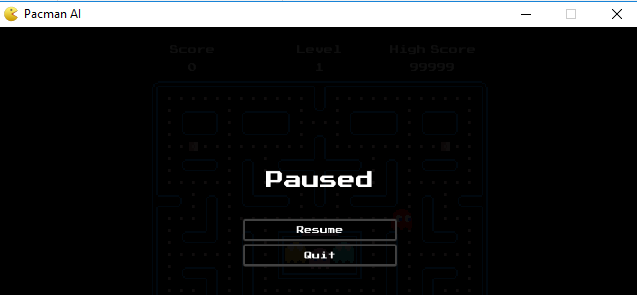 Pacman AI
Score Level High Score
0 1 99999
Paused
Resume
Quit